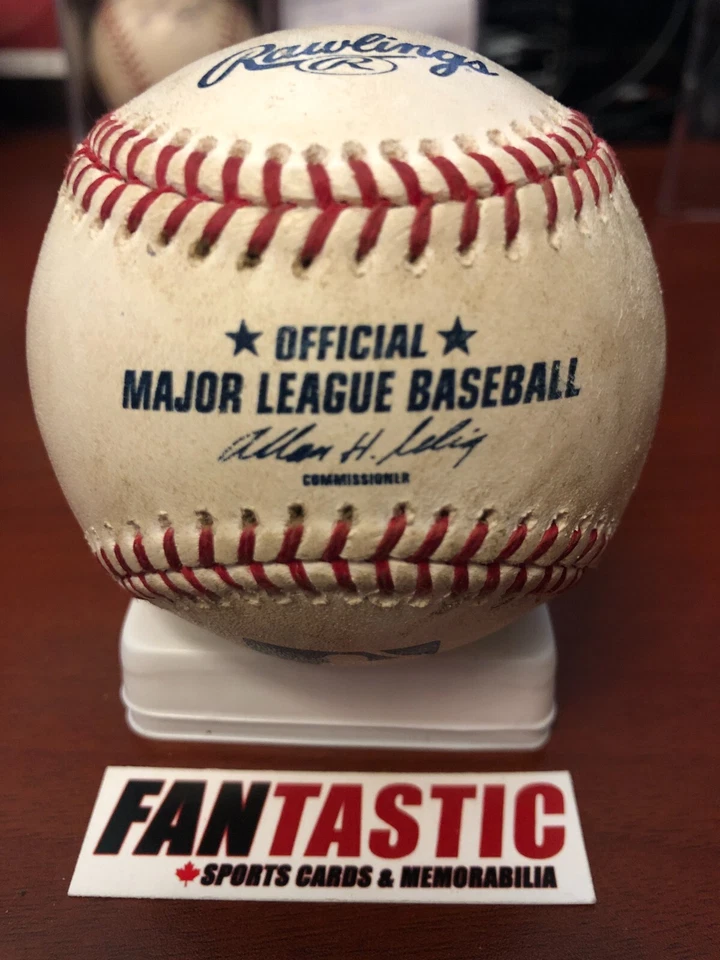 Rawlings
R
OFFICIAL
MAJOR LEAGUE BASEBALL
Allan H. Selig
COMMISSIONER
FANTASTIC
SPORTS CARDS & MEMORABILIA